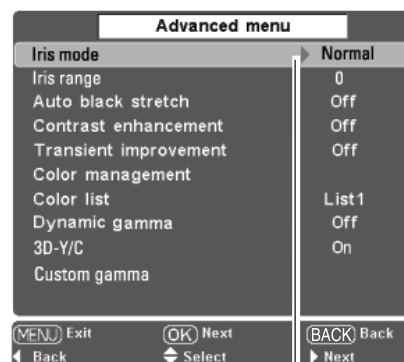 Advanced menu
Iris mode Normal
Iris range 0
Auto black stretch Off
Contrast enhancement Off
Transient improvement Off
Color management
Color list List1
Dynamic gamma Off
3D-Y/C On
Custom gamma
MENU Exit OK Next BACK Back
Back Select Next